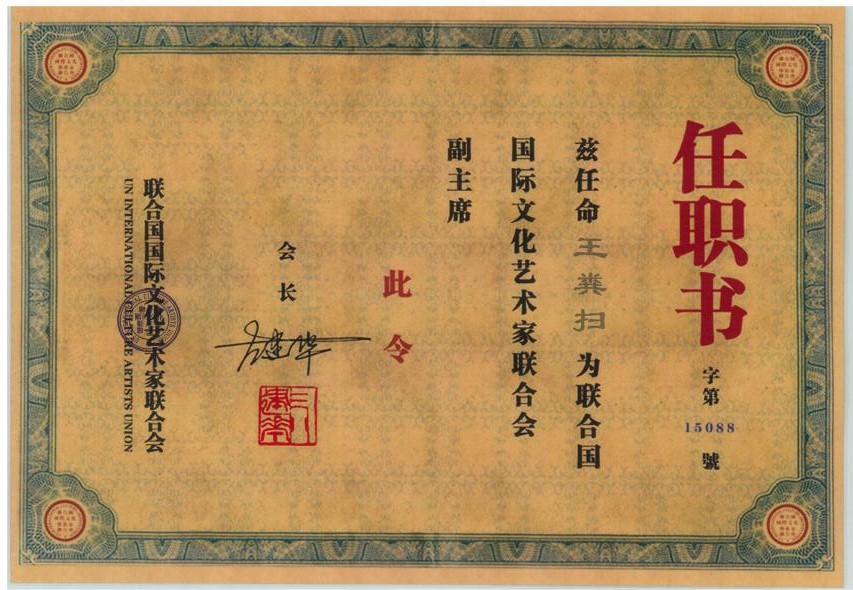 任职书
字第
15088
號
兹任命 王粪扫 为联合国
国际文化艺术家联合会
副主席
此令
会长
联合国国际文化艺术家联合会
UN INTERNATIONAL CULTURE ARTISTS UNION